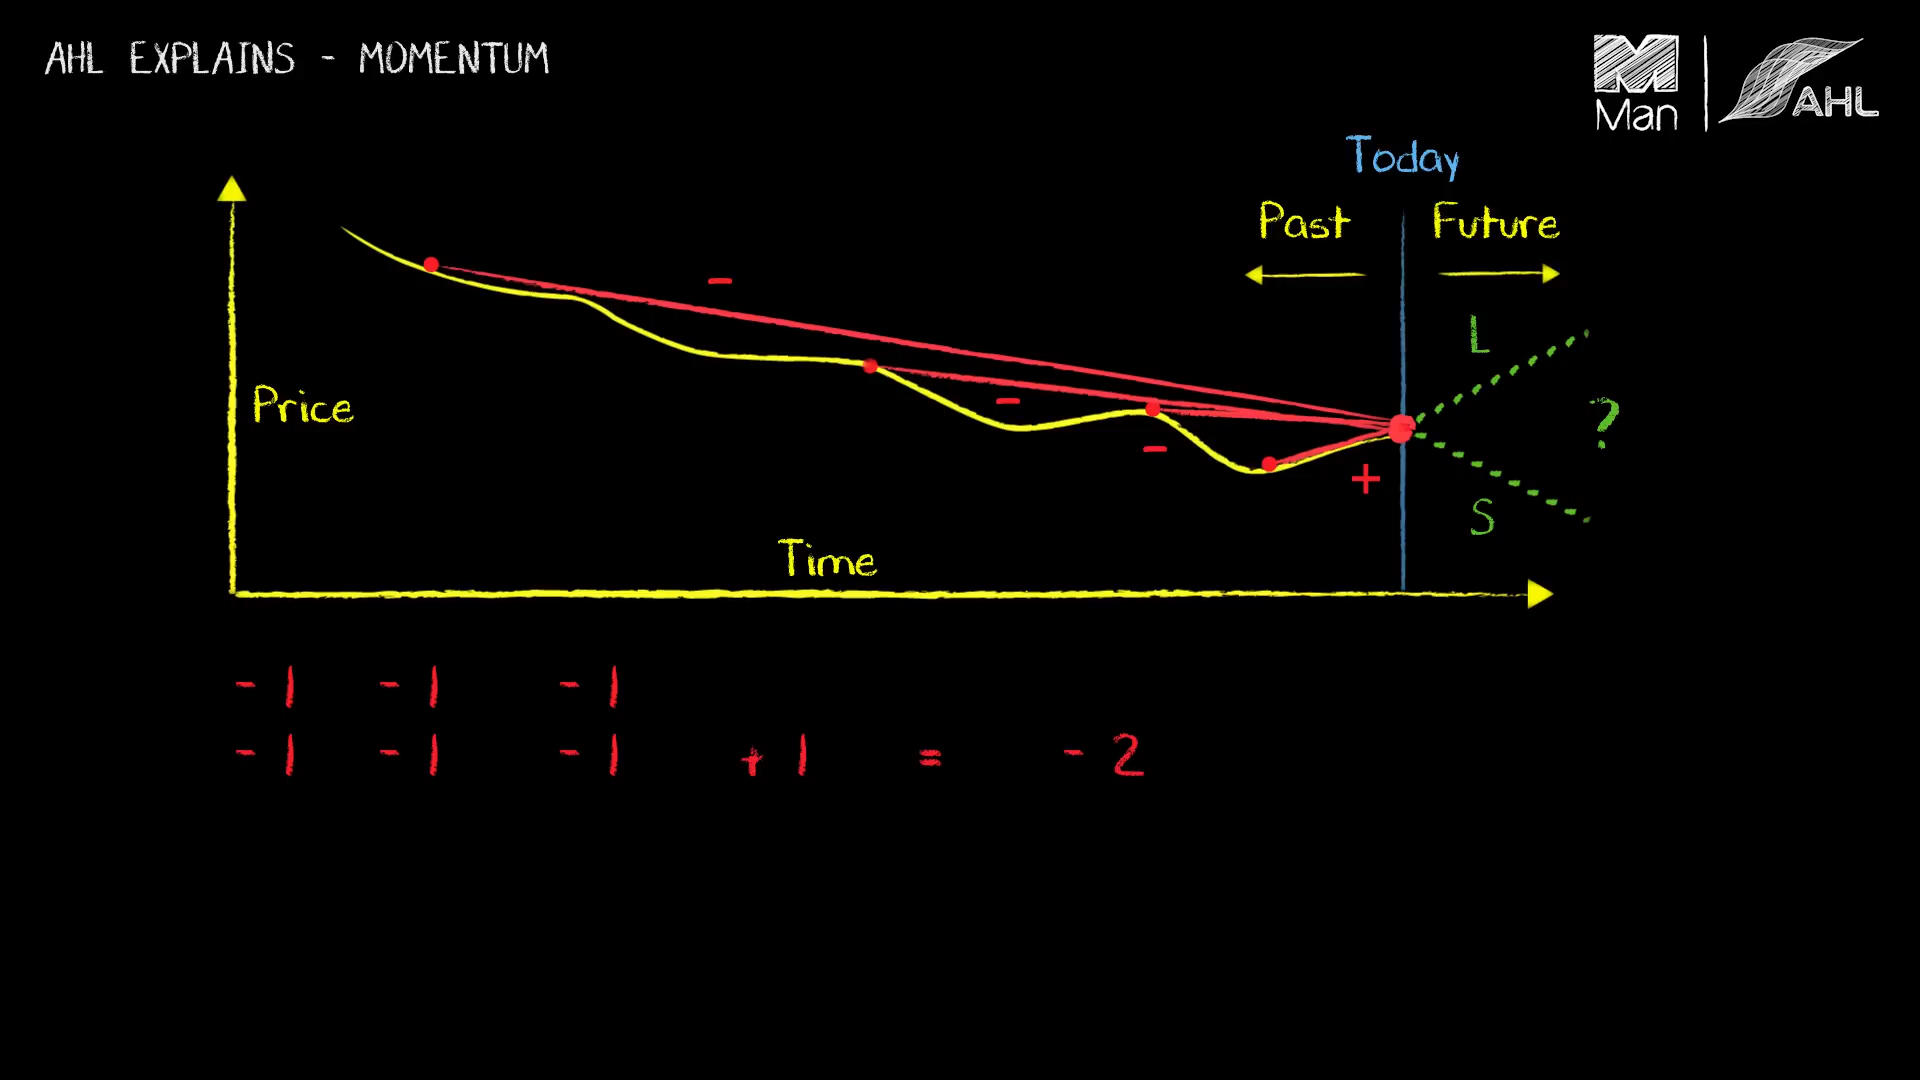 AHL EXPLAINS - MOMENTUM
Man | AHL
Today
Past Future
-
L
Price
-
?
-
+
S
Time
- 1 - 1 - 1
- 1 - 1 - 1 + 1 = - 2